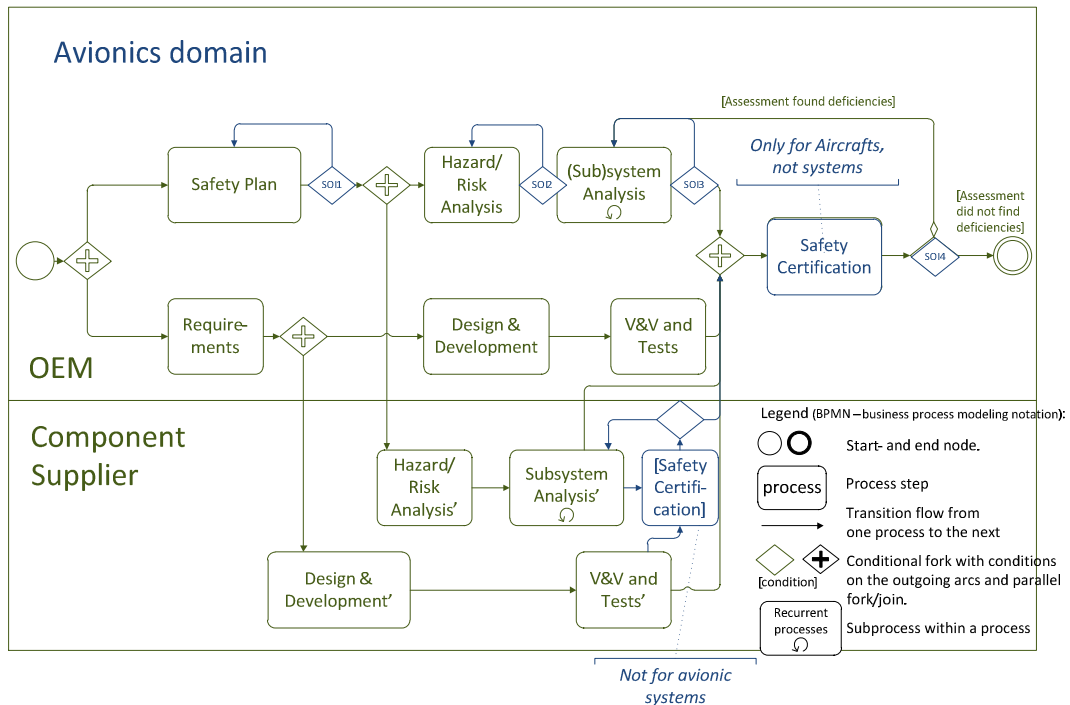 Avionics domain
[Assessment found deficiencies]
Only for Aircrafts,
not systems
[Assessment
did not find
deficiencies]
Safety Plan
SOI1
Hazard/
Risk
Analysis
SOI2
(Sub)system
Analysis
SOI3
Safety
Certification
SOI4
Require-
ments
Design &
Development
V&V and
Tests
OEM
Component
Supplier
Hazard/
Risk
Analysis’
Subsystem
Analysis’
[Safety
Certifi-
cation]
Design &
Development’
V&V and
Tests’
Not for avionic
systems
Legend (BPMN – business process modeling notation):
Start- and end node.
process
Process step
Transition flow from
one process to the next
[condition]
Conditional fork with conditions
on the outgoing arcs and parallel
fork/join.
Recurrent
processes
Subprocess within a process